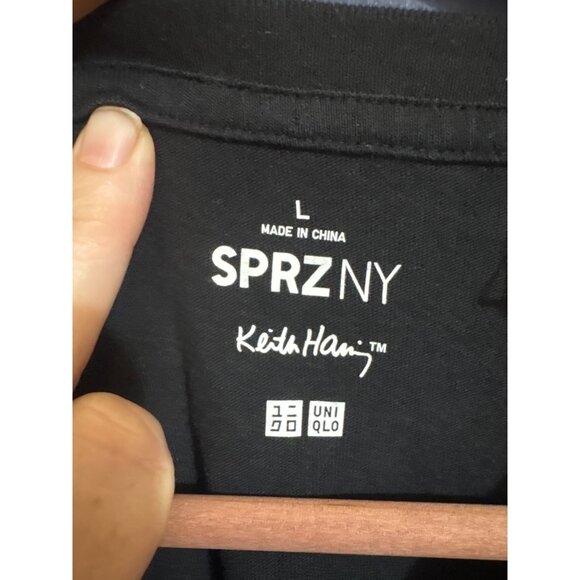 L
MADE IN CHINA
SPRZ NY
Keith Haring™
ユニ UNI
クロ QLO